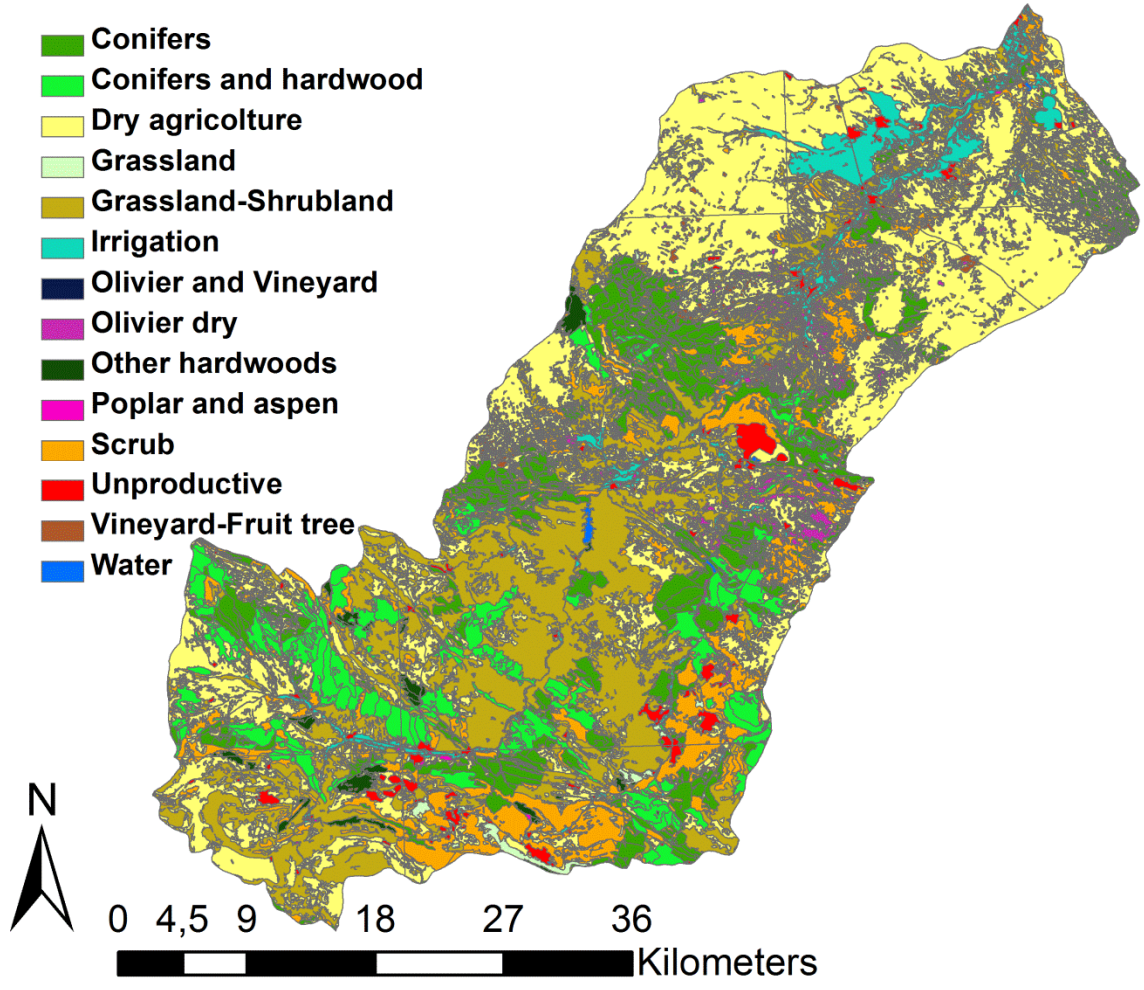 Conifers
Conifers and hardwood
Dry agricolture
Grassland
Grassland-Shrubland
Irrigation
Olivier and Vineyard
Olivier dry
Other hardwoods
Poplar and aspen
Scrub
Unproductive
Vineyard-Fruit tree
Water
N
0 4,5 9 18 27 36
Kilometers